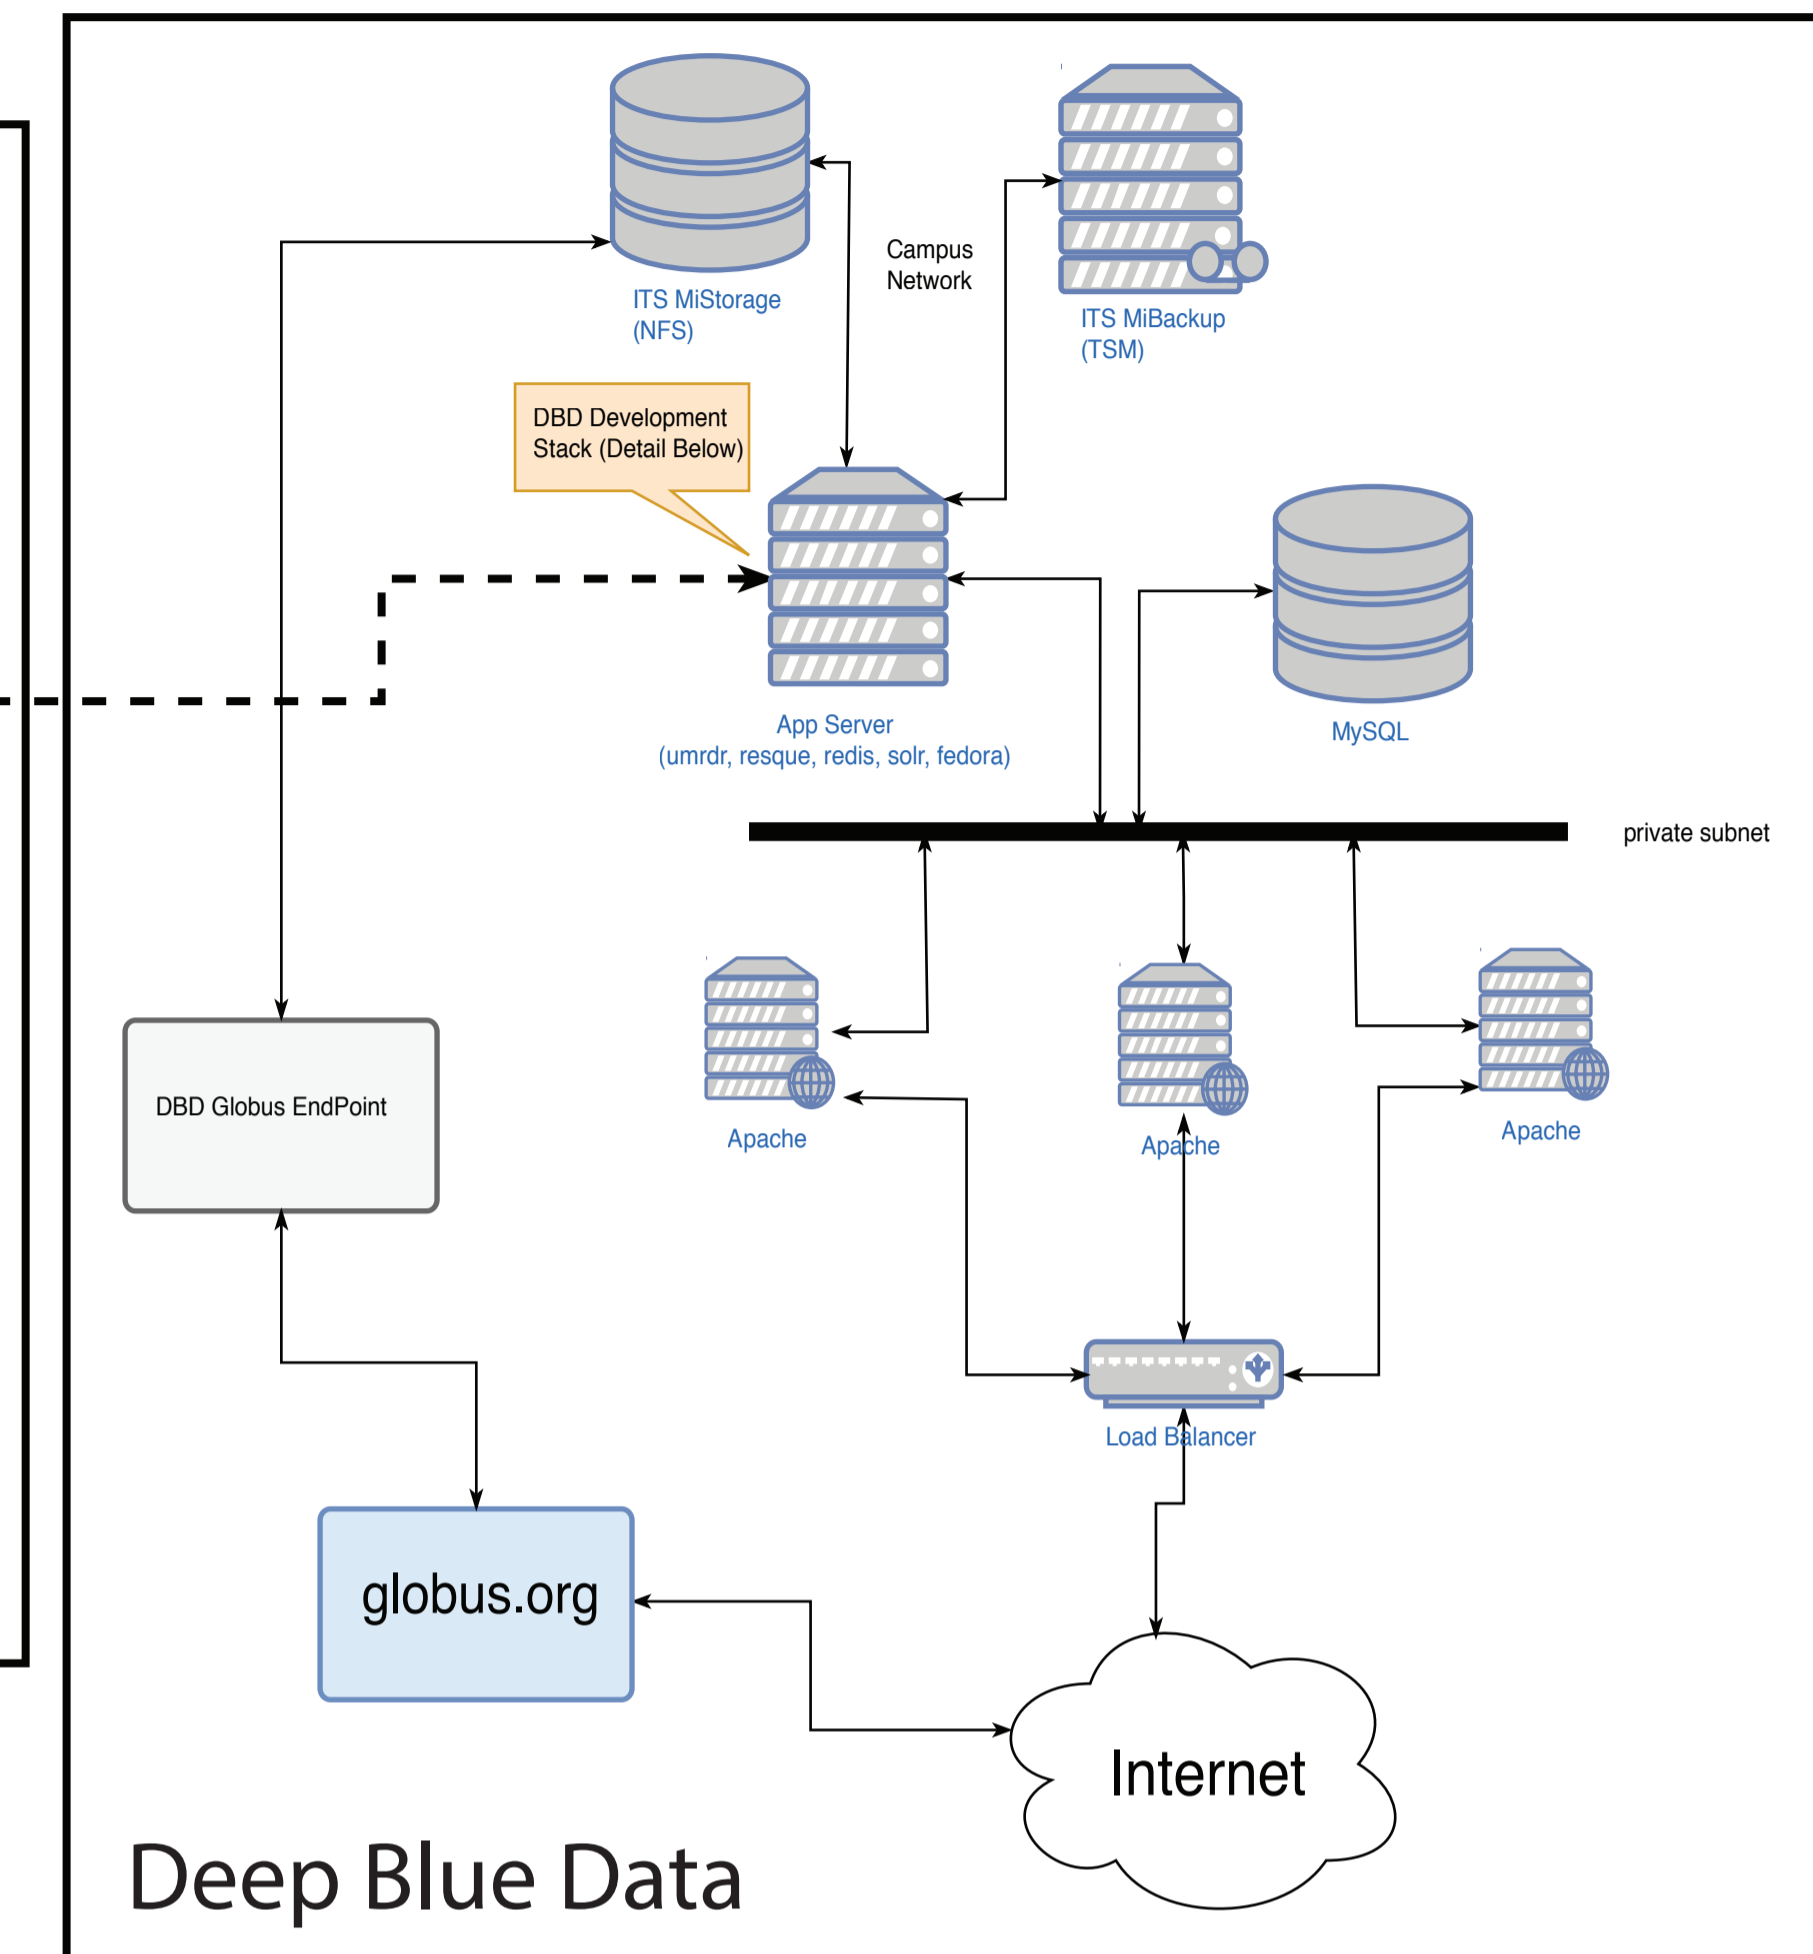 Campus
Network
ITS MiStorage
(NFS)
ITS MiBackup
(TSM)
DBD Development
Stack (Detail Below)
App Server
(umrdr, resque, redis, solr, fedora)
MySQL
private subnet
DBD Globus EndPoint
Apache
Apache
Apache
Load Balancer
globus.org
Internet
Deep Blue Data